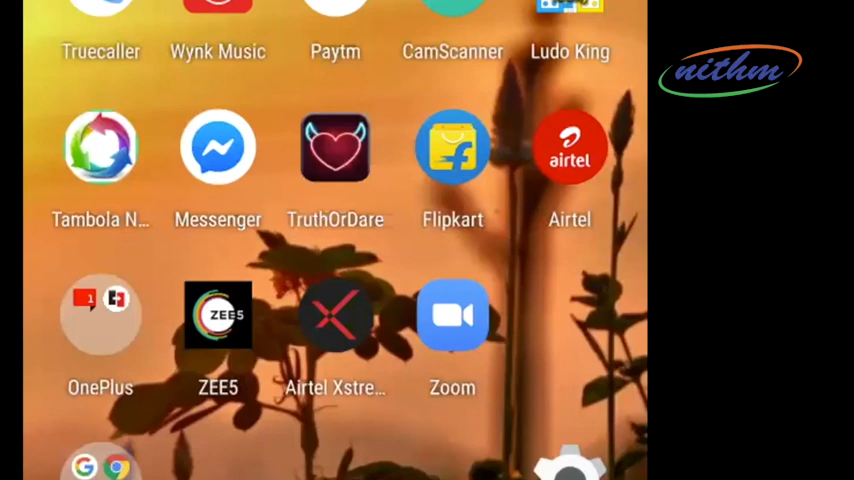 Truecaller Wynk Music Paytm CamScanner Ludo King
nithm
airtel
Tambola N... Messenger TruthOrDare Flipkart Airtel
1
ZEE5
OnePlus ZEE5 Airtel Xstre... Zoom